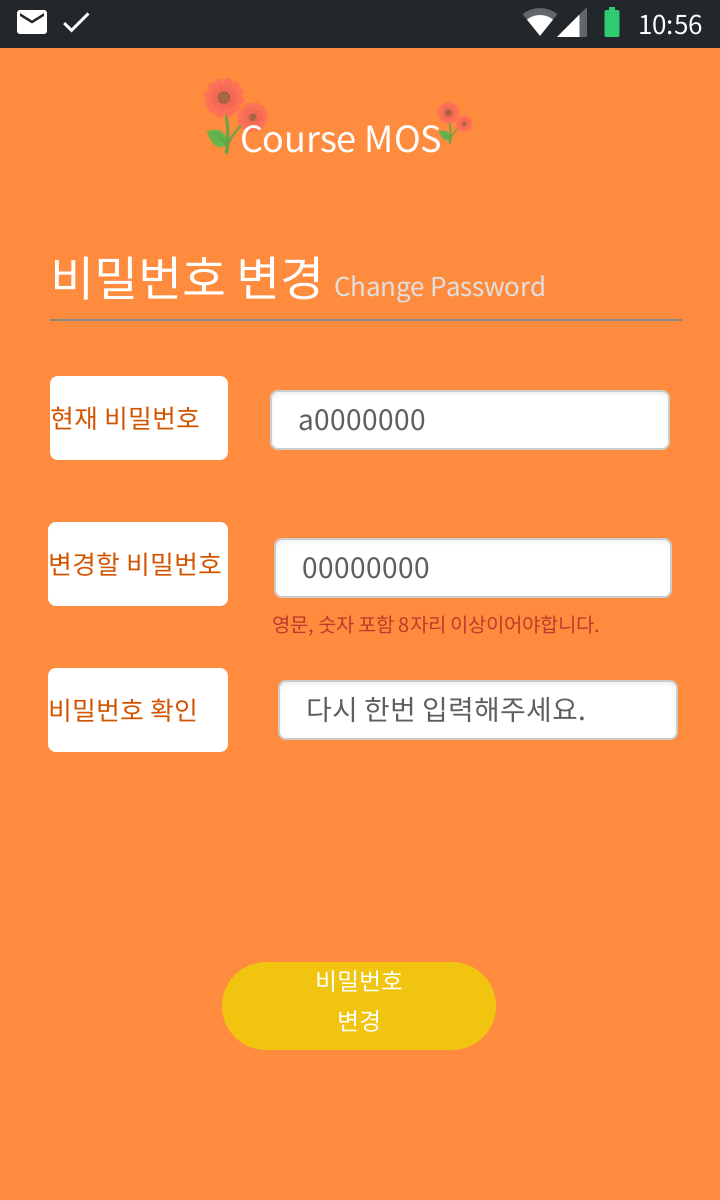 10:56
Course MOS
비밀번호 변경 Change Password
현재 비밀번호
a0000000
변경할 비밀번호
00000000
영문, 숫자 포함 8자리 이상이어야합니다.
비밀번호 확인
다시 한번 입력해주세요.
비밀번호
변경